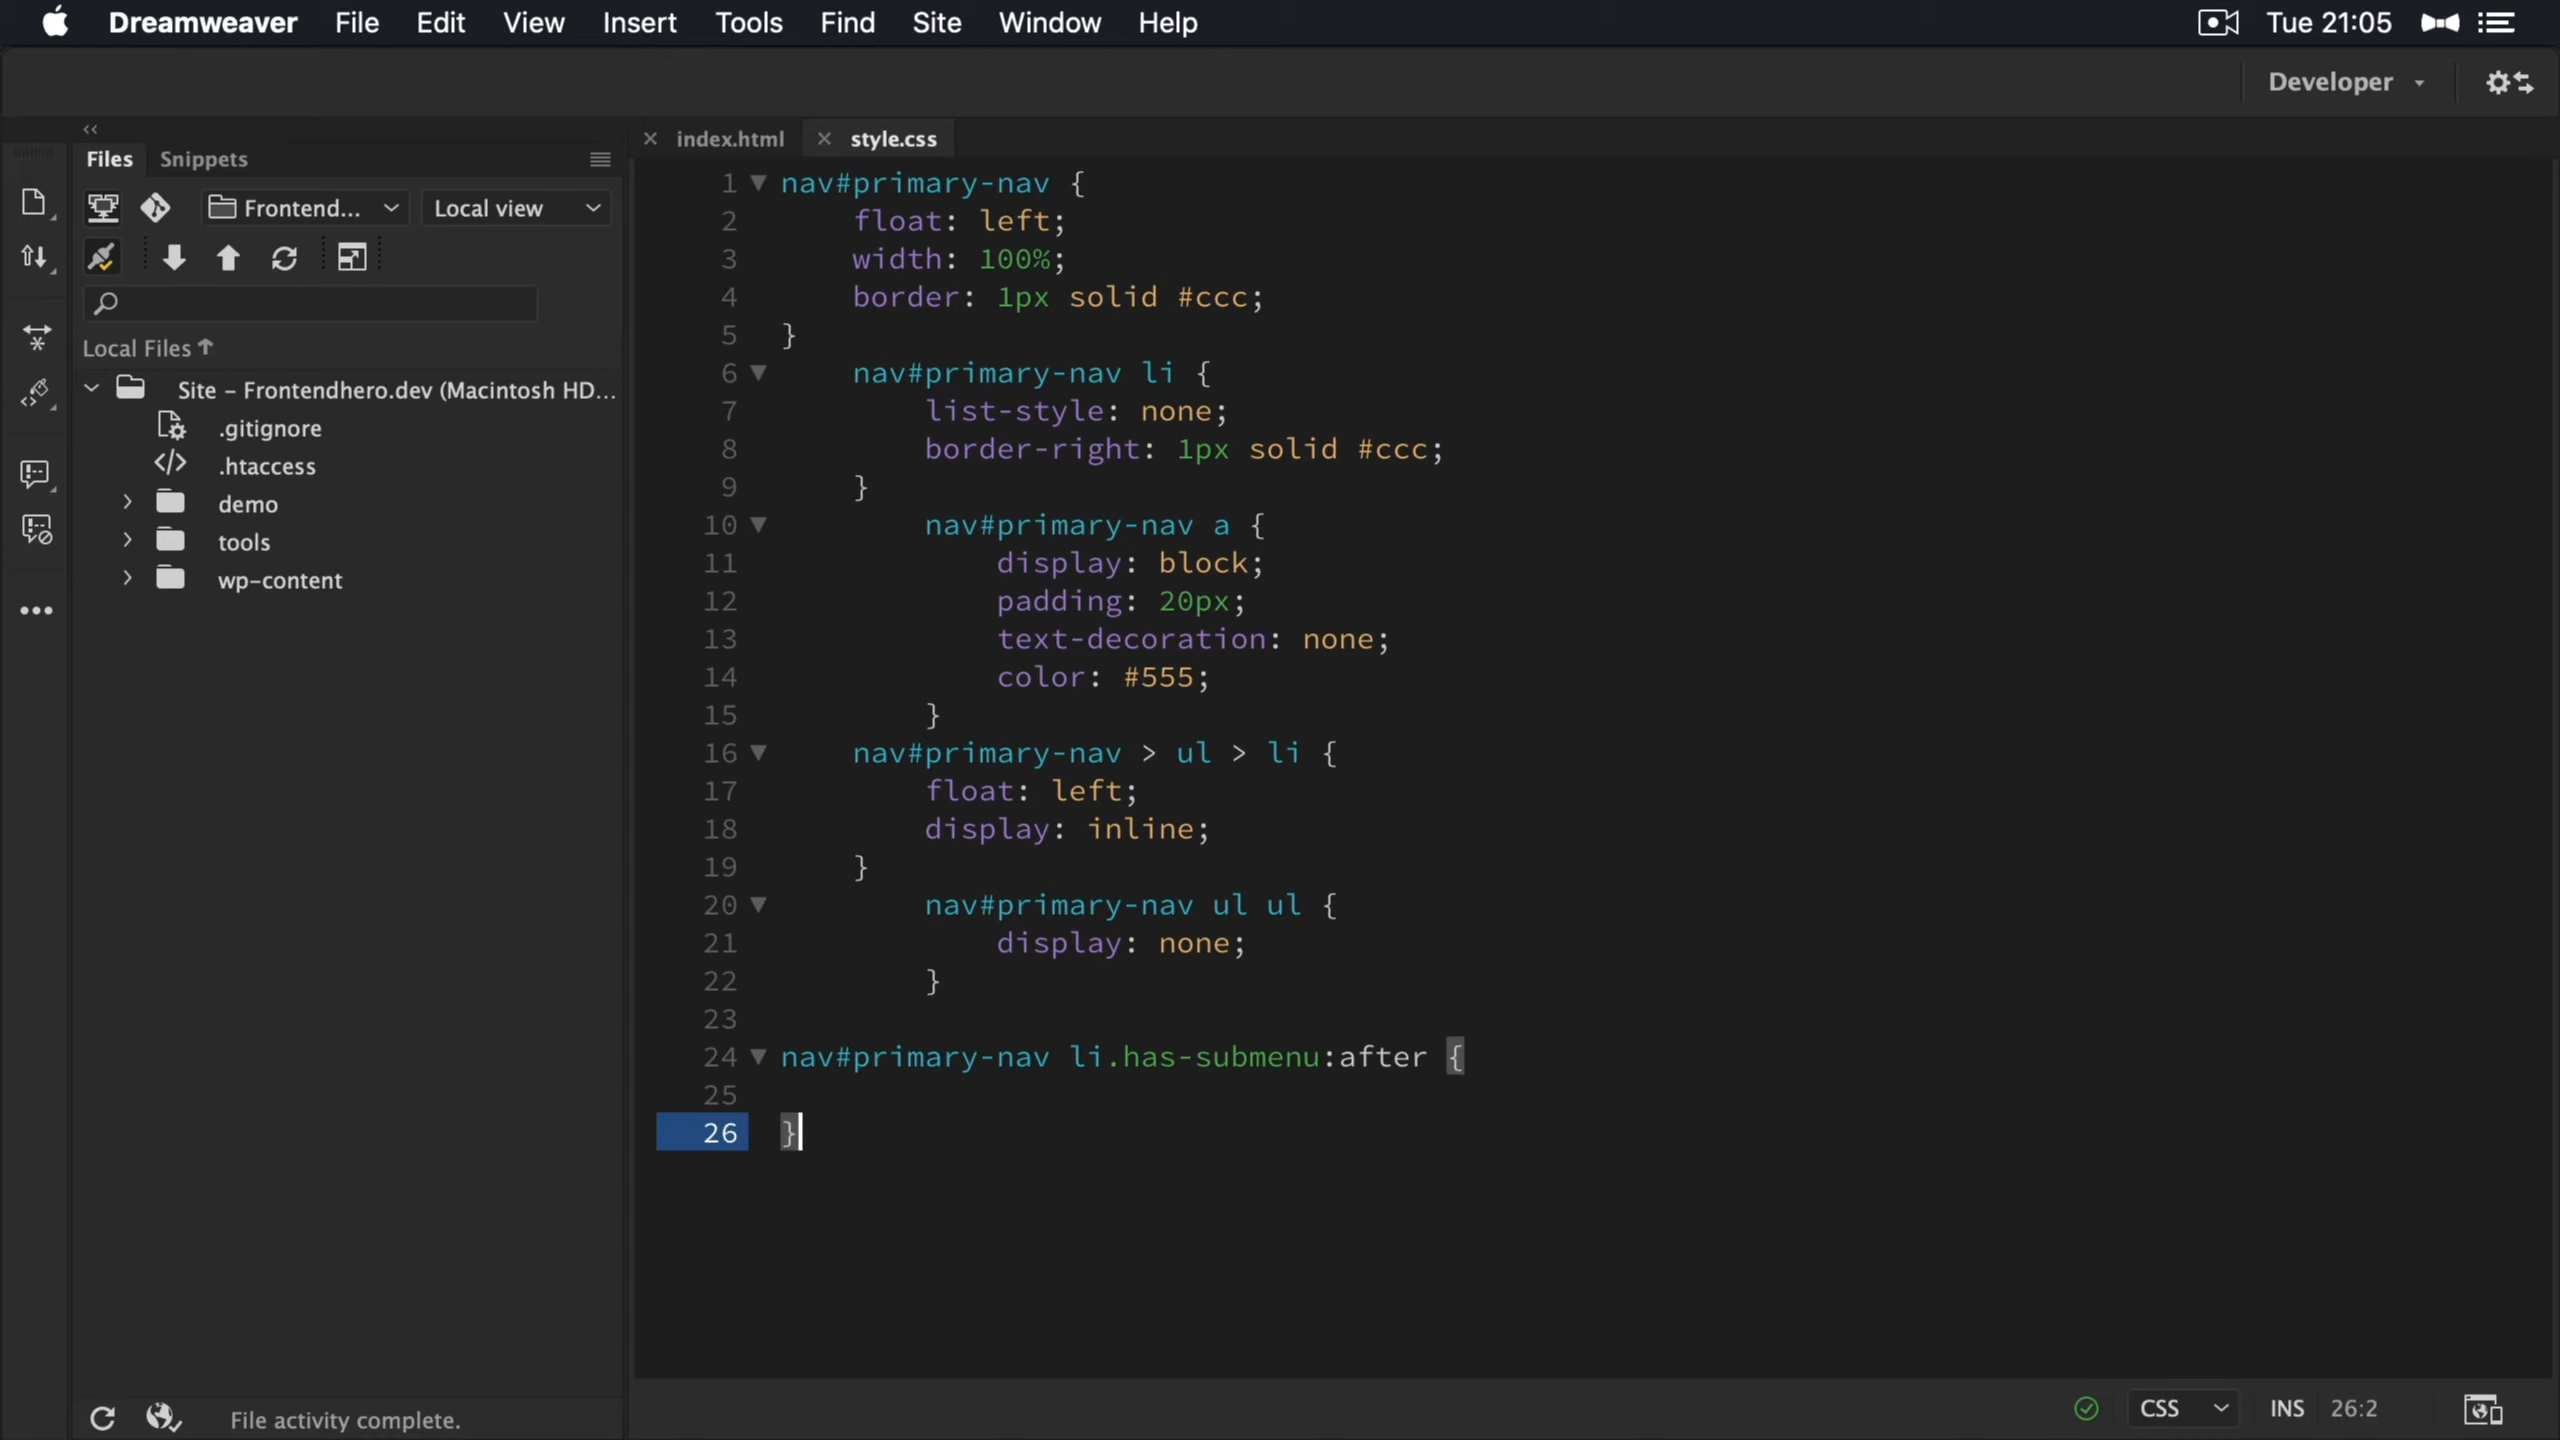 Dreamweaver File Edit View Insert Tools Find Site Window Help Tue 21:05
Developer
Files Snippets
Frontend... Local view
Local Files
Site – Frontendhero.dev (Macintosh HD...
.gitignore
.htaccess
demo
tools
wp-content
File activity complete.
index.html style.css
1 nav#primary-nav {
2 float: left;
3 width: 100%;
4 border: 1px solid #ccc;
5 }
6 nav#primary-nav li {
7 list-style: none;
8 border-right: 1px solid #ccc;
9 }
10 nav#primary-nav a {
11 display: block;
12 padding: 20px;
13 text-decoration: none;
14 color: #555;
15 }
16 nav#primary-nav > ul > li {
17 float: left;
18 display: inline;
19 }
20 nav#primary-nav ul ul {
21 display: none;
22 }
23
24 nav#primary-nav li.has-submenu:after {
25
26 }
CSS INS 26:2